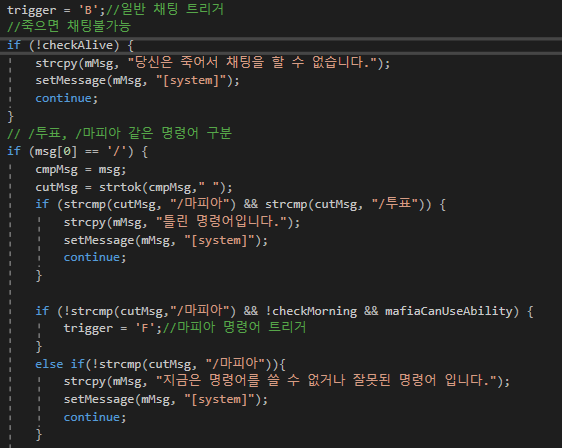 trigger = 'B';//일반 채팅 트리거
//죽으면 채팅불가능
if (!checkAlive) {
strcpy(mMsg, "당신은 죽어서 채팅을 할 수 없습니다.");
setMessage(mMsg, "[system]");
continue;
}
// /투표, /마피아 같은 명령어 구분
if (msg[0] == '/') {
cmpMsg = msg;
cutMsg = strtok(cmpMsg," ");
if (strcmp(cutMsg, "/마피아") && strcmp(cutMsg, "/투표")) {
strcpy(mMsg, "틀린 명령어입니다.");
setMessage(mMsg, "[system]");
continue;
}
if (!strcmp(cutMsg,"/마피아") && !checkMorning && mafiaCanUseAbility) {
trigger = 'F';//마피아 명령어 트리거
}
else if(!strcmp(cutMsg, "/마피아")){
strcpy(mMsg, "지금은 명령어를 쓸 수 없거나 잘못된 명령어 입니다.");
setMessage(mMsg, "[system]");
continue;
}